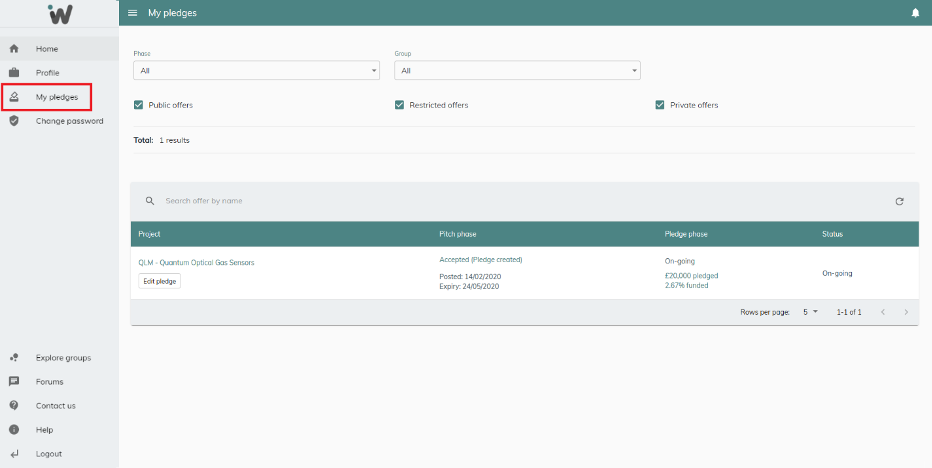 iW
My pledges
Home
Profile
My pledges
Change password
Phase
Group
All
All
Public offers
Restricted offers
Private offers
Total: 1 results
Search offer by name
Project
Pitch phase
Pledge phase
Status
QLM - Quantum Optical Gas Sensors
Edit pledge
Accepted (Pledge created)
Posted: 14/02/2020
Expiry: 24/05/2020
On-going
£20,000 pledged
2.67% funded
On-going
Rows per page: 5
1-1 of 1
Explore groups
Forums
Contact us
Help
Logout